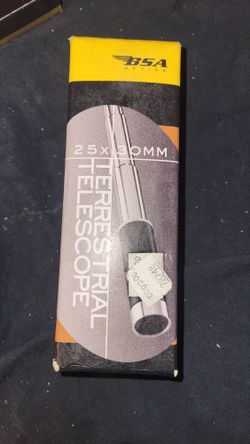 BSA
OPTICS
25x30MM
TERRESTRIAL
TELESCOPE